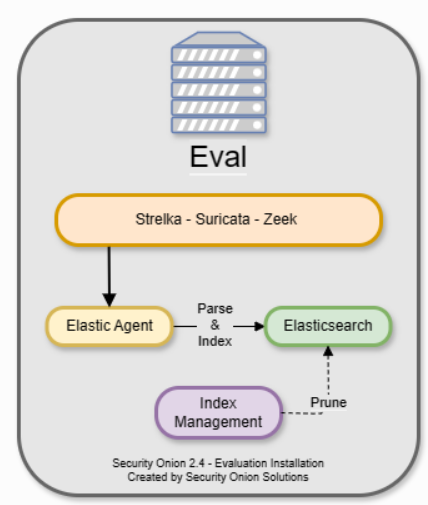 Eval
Strelka - Suricata - Zeek
Elastic Agent
Parse
&
Index
Elasticsearch
Index
Management
Prune
Security Onion 2.4 - Evaluation Installation
Created by Security Onion Solutions